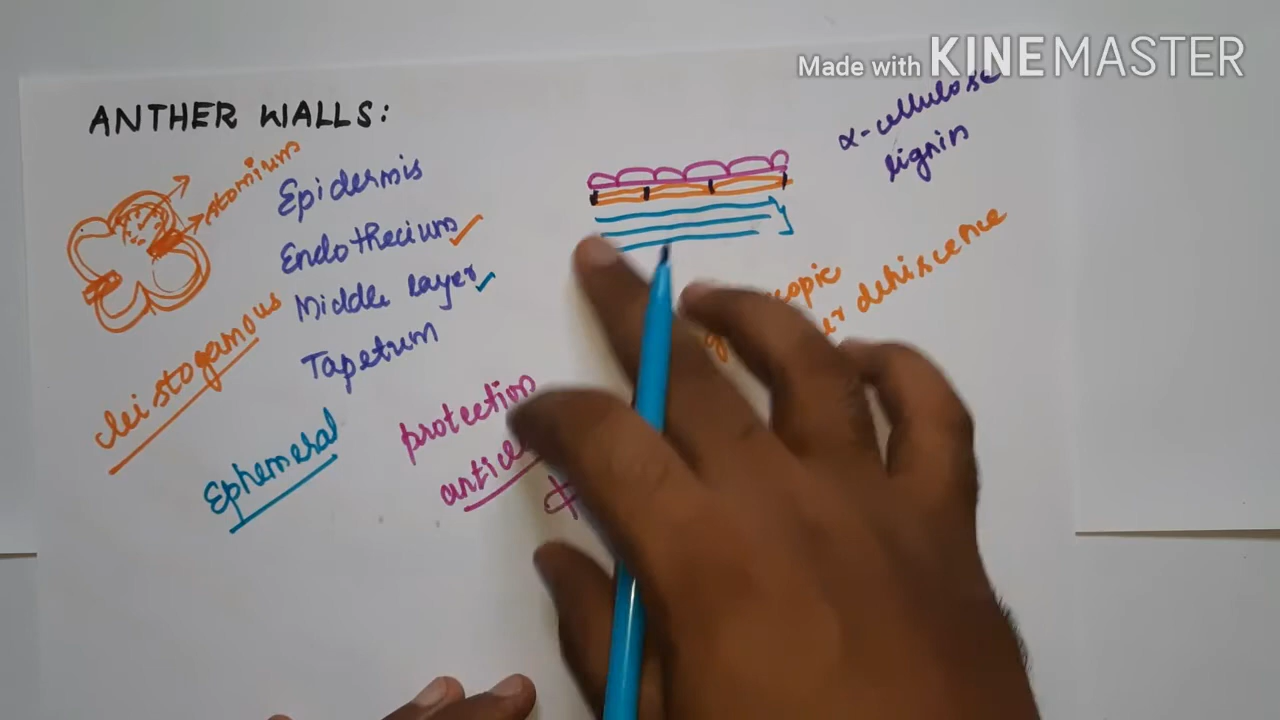 Made with KINEMASTER
ANTHER WALLS:
α-cellulose
lignin
Stomium
Epidermis
Endothecium
Middle layer
Tapetum
dehiscence
cleistogamous
protection
Ephemeral